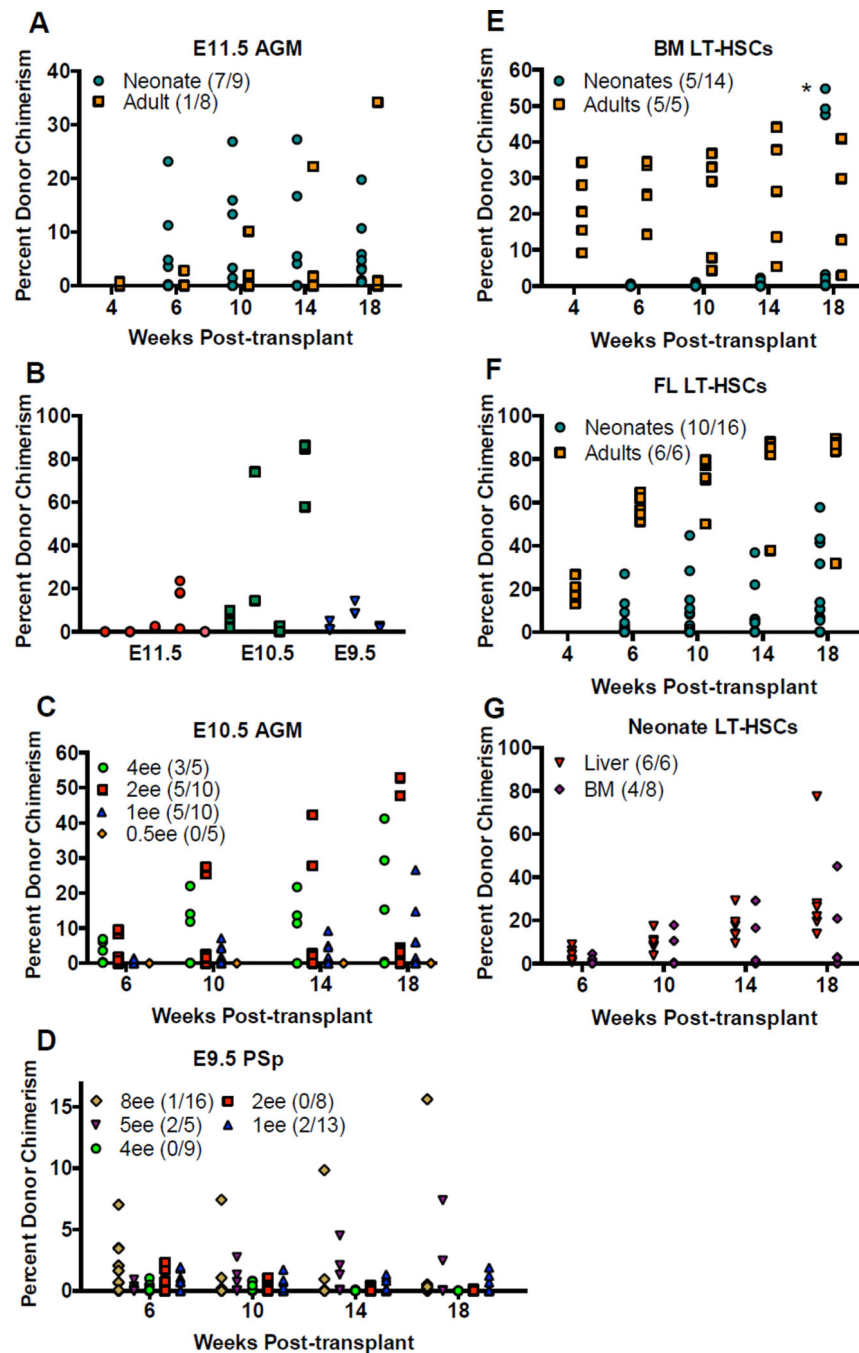 A
E11.5 AGM
Percent Donor Chimerism
40
30
20
10
0
Neonate (7/9)
Adult (1/8)
4 6 10 14 18
Weeks Post-transplant
B
Percent Donor Chimerism
100
80
60
40
20
0
E11.5 E10.5 E9.5
C
E10.5 AGM
Percent Donor Chimerism
60
50
40
30
20
10
0
4ee (3/5)
2ee (5/10)
1ee (5/10)
0.5ee (0/5)
6 10 14 18
Weeks Post-transplant
D
E9.5 PSp
Percent Donor Chimerism
15
10
5
0
8ee (1/16) 2ee (0/8)
5ee (2/5) 1ee (2/13)
4ee (0/9)
6 10 14 18
Weeks Post-transplant
E
BM LT-HSCs
Percent Donor Chimerism
60
50
40
30
20
10
0
Neonates (5/14)
Adults (5/5)
*
4 6 10 14 18
Weeks Post-transplant
F
FL LT-HSCs
Percent Donor Chimerism
100
80
60
40
20
0
Neonates (10/16)
Adults (6/6)
4 6 10 14 18
Weeks Post-transplant
G
Neonate LT-HSCs
Percent Donor Chimerism
100
80
60
40
20
0
Liver (6/6)
BM (4/8)
6 10 14 18
Weeks Post-transplant